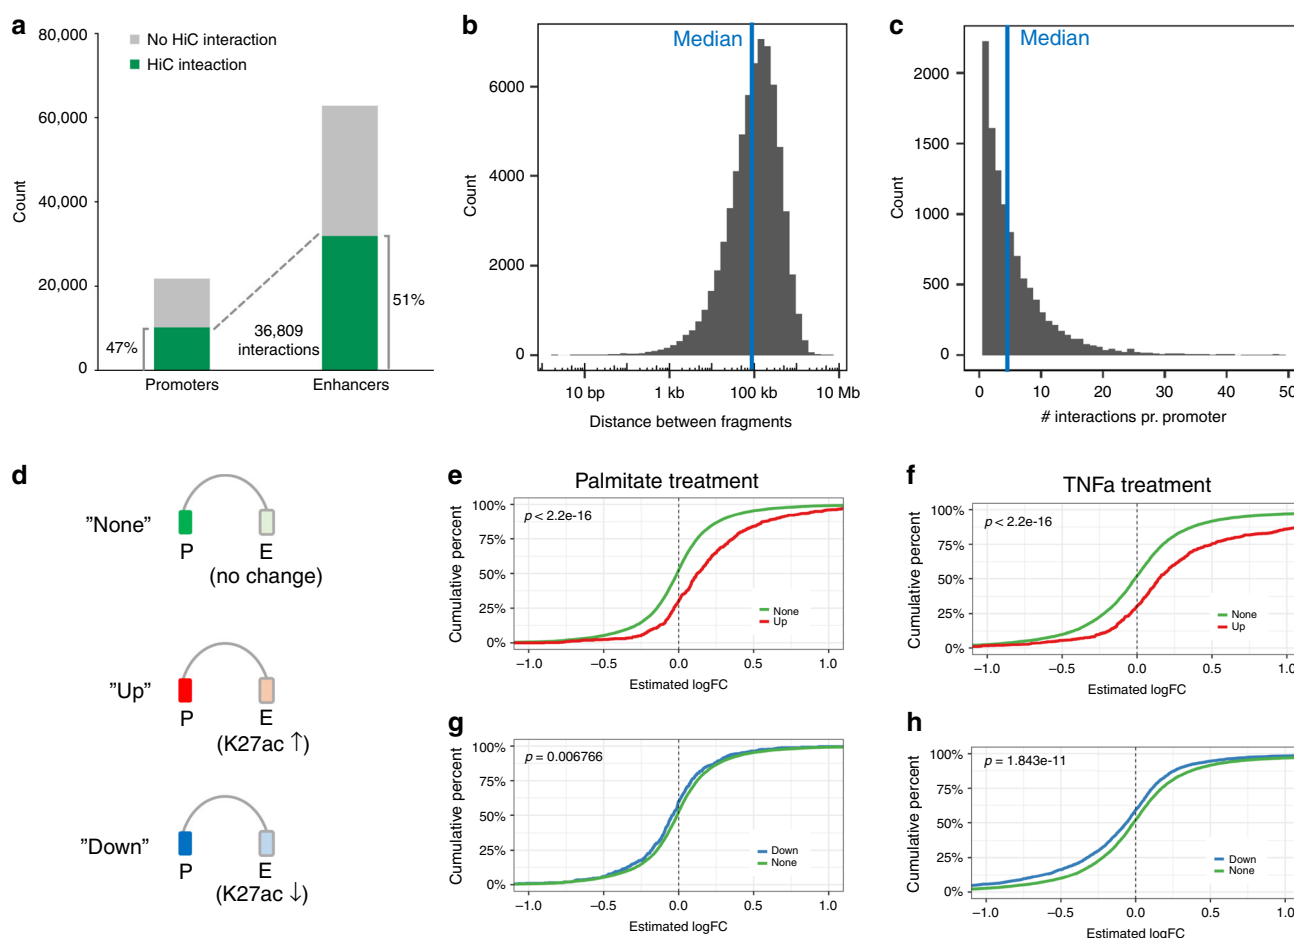 a
80,000
60,000
40,000
20,000
0
Count
No HiC interaction
HiC inteaction
47%
36,809
interactions
51%
Promoters
Enhancers
b
Median
6000
4000
2000
0
Count
10 bp
1 kb
100 kb
10 Mb
Distance between fragments
c
Median
2000
1500
1000
500
0
Count
0
10
20
30
40
50
# interactions pr. promoter
d
"None"
P
E
(no change)
"Up"
P
E
(K27ac ↑)
"Down"
P
E
(K27ac ↓)
e
Palmitate treatment
100%
75%
50%
25%
0%
Cumulative percent
p < 2.2e-16
None
Up
−1.0
−0.5
0.0
0.5
1.0
Estimated logFC
f
TNFa treatment
100%
75%
50%
25%
0%
Cumulative percent
p < 2.2e-16
None
Up
−1.0
−0.5
0.0
0.5
1.0
Estimated logFC
g
100%
75%
50%
25%
0%
Cumulative percent
p = 0.006766
Down
None
−1.0
−0.5
0.0
0.5
1.0
Estimated logFC
h
100%
75%
50%
25%
0%
Cumulative percent
p = 1.843e-11
Down
None
−1.0
−0.5
0.0
0.5
1.0
Estimated logFC